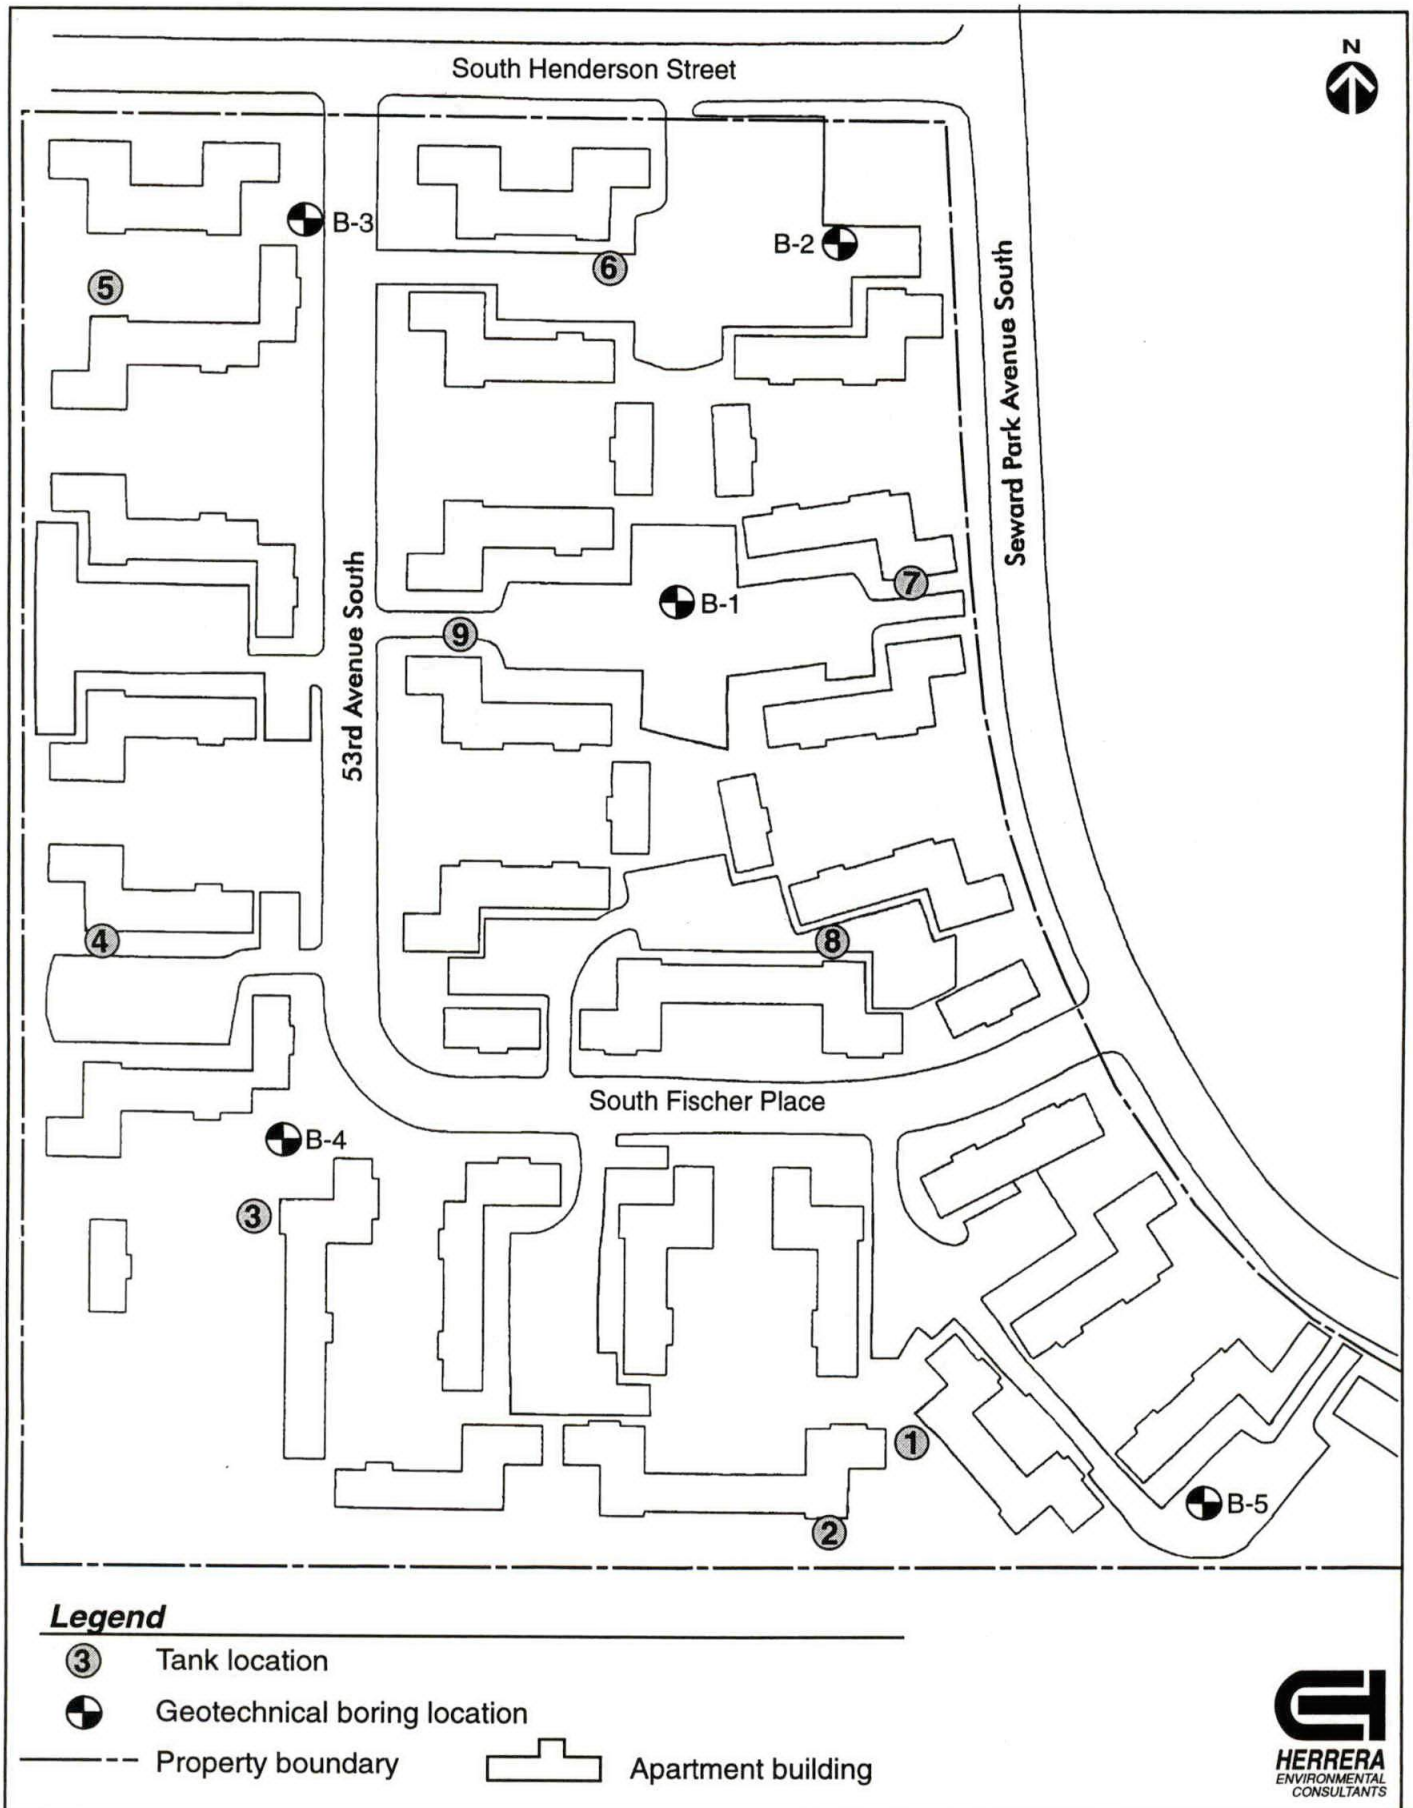 South Henderson Street
N
B-3
B-2
5
6
Seward Park Avenue South
53rd Avenue South
7
B-1
9
4
8
South Fischer Place
B-4
3
1
B-5
2
Legend
3 Tank location
Geotechnical boring location
Property boundary
Apartment building
HERRERA
ENVIRONMENTAL
CONSULTANTS